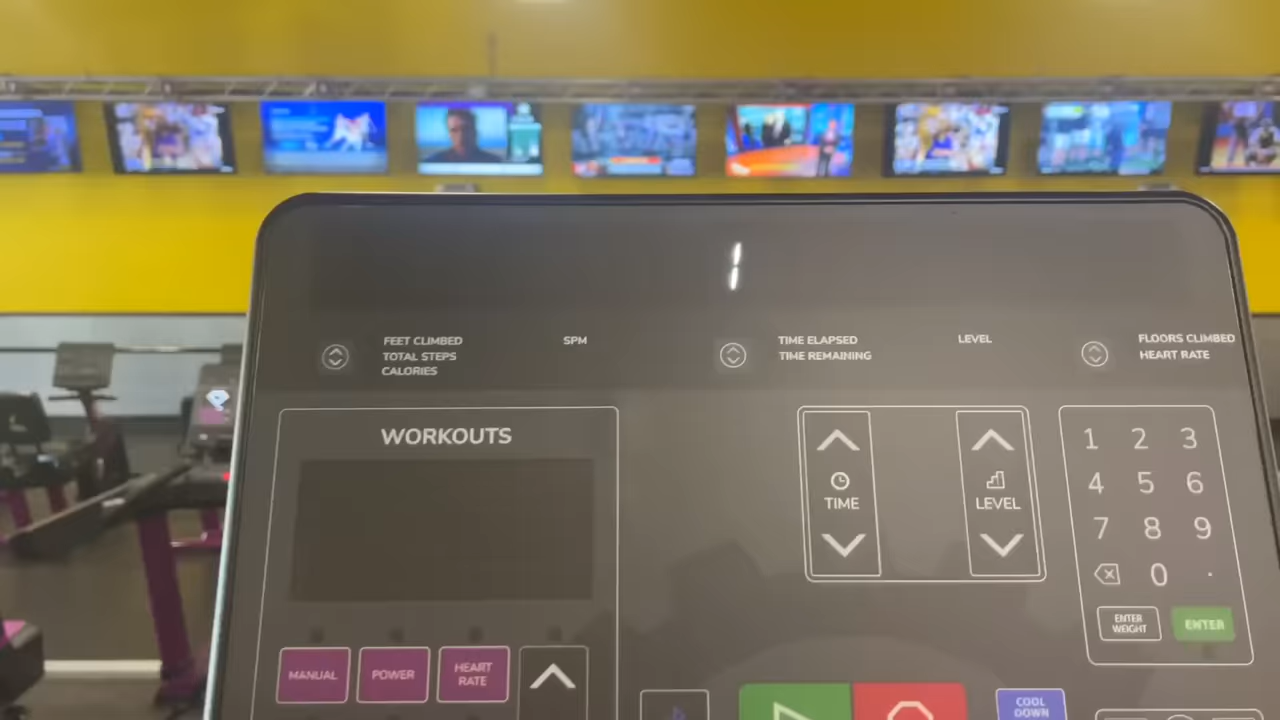 1
FEET CLIMBED
TOTAL STEPS
CALORIES
SPM
TIME ELAPSED
TIME REMAINING
LEVEL
FLOORS CLIMBED
HEART RATE
WORKOUTS
TIME
LEVEL
1 2 3
4 5 6
7 8 9
0 .
ENTER
WEIGHT
ENTER
MANUAL
POWER
HEART
RATE
COOL
DOWN